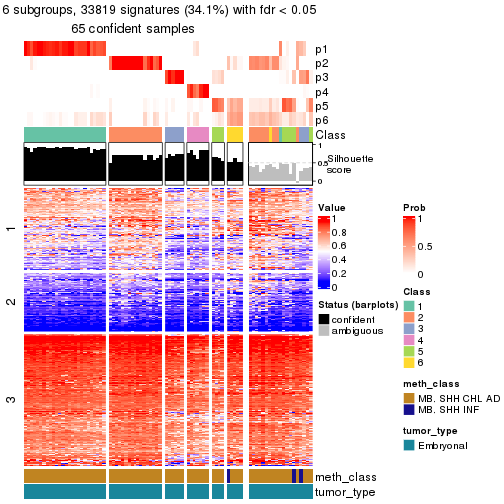 6 subgroups, 33819 signatures (34.1%) with fdr < 0.05
65 confident samples
p1
p2
p3
p4
p5
p6
Class
1
0.5
0
Silhouette
score
1
2
3
meth_class
tumor_type
Value
1
0.8
0.6
0.4
0.2
0
Status (barplots)
confident
ambiguous
Prob
1
0.5
0
Class
1
2
3
4
5
6
meth_class
MB. SHH CHL AD
MB. SHH INF
tumor_type
Embryonal